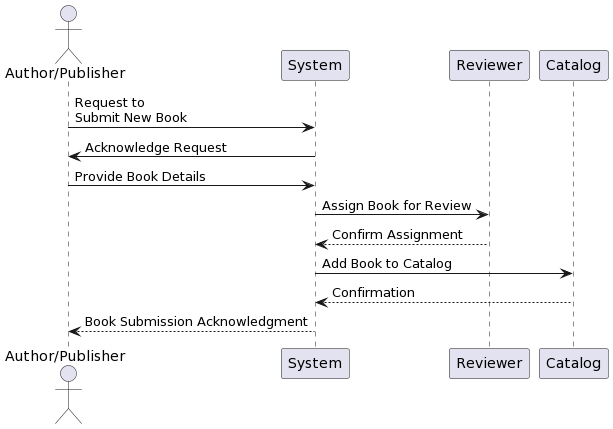 Author/Publisher
System
Reviewer
Catalog
Request to
Submit New Book
Acknowledge Request
Provide Book Details
Assign Book for Review
Confirm Assignment
Add Book to Catalog
Confirmation
Book Submission Acknowledgment
Author/Publisher
System
Reviewer
Catalog